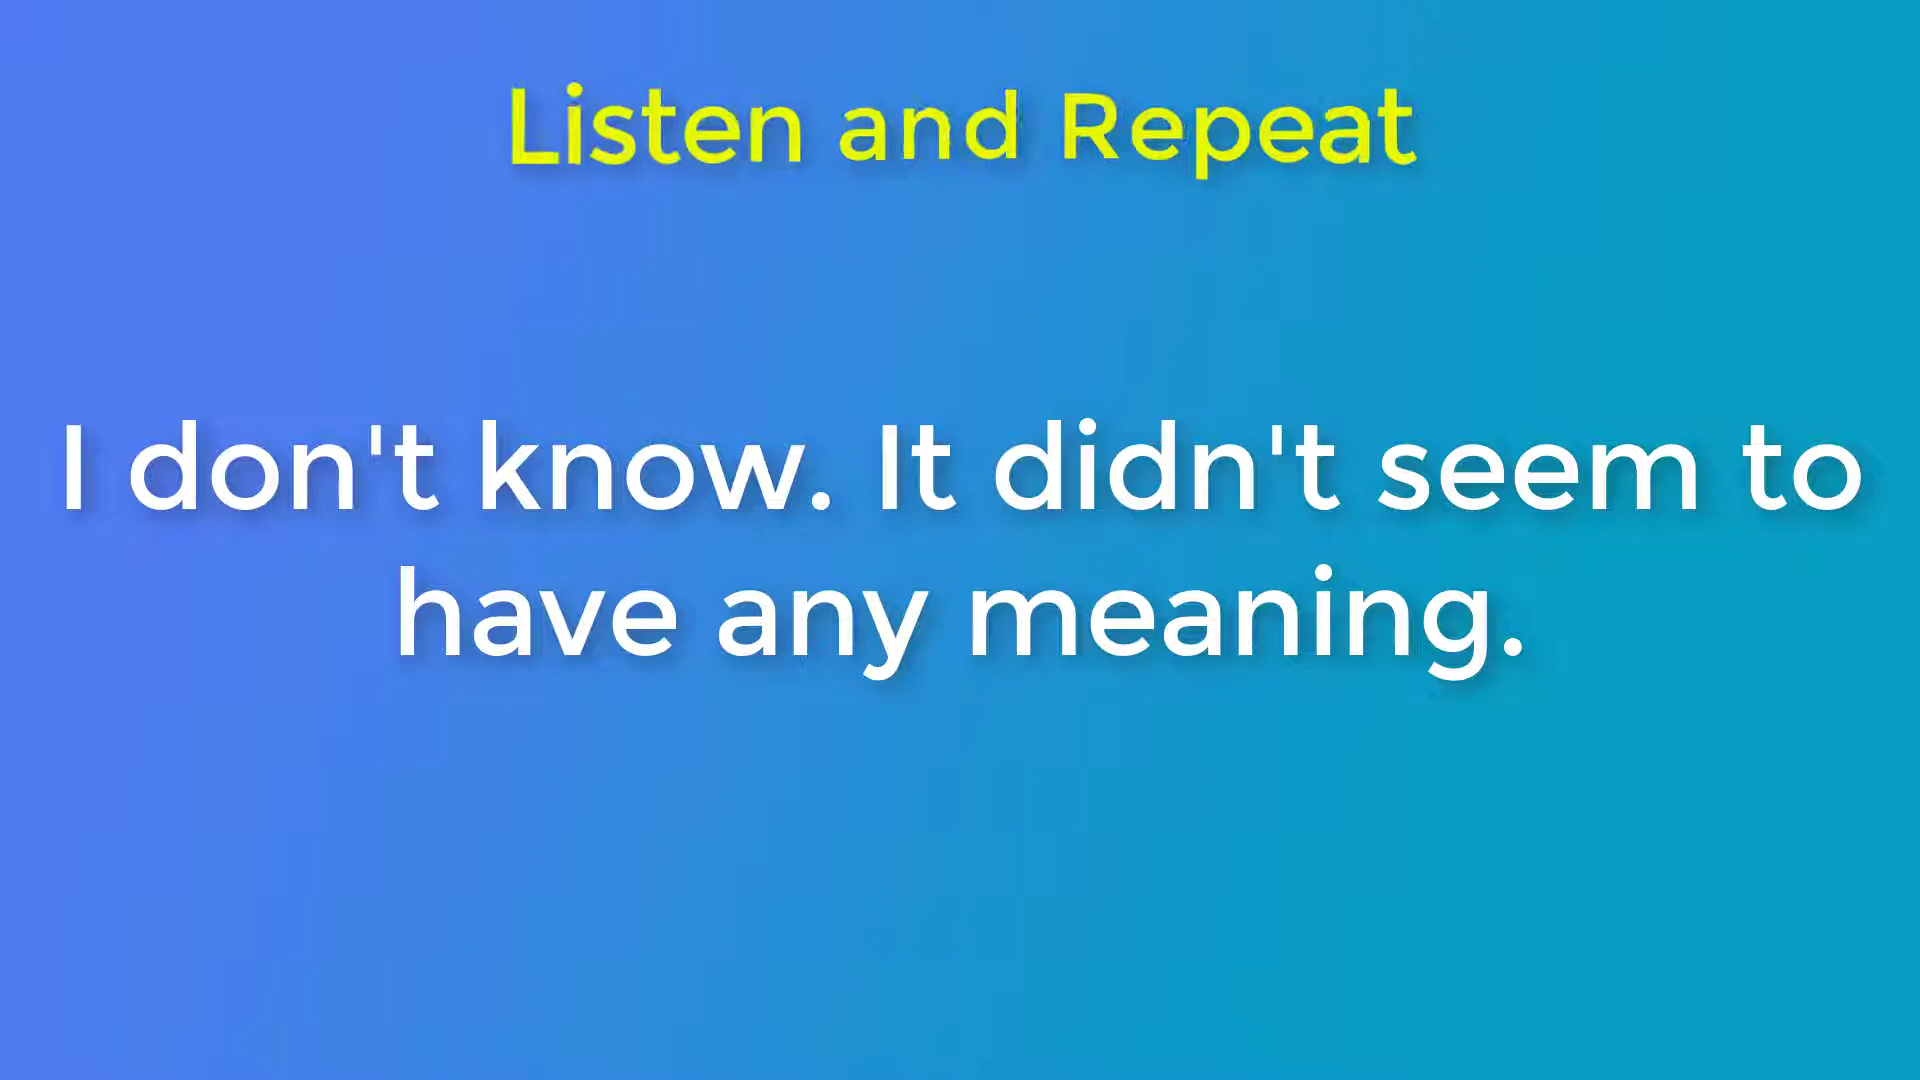 Listen and Repeat
I don't know. It didn't seem to
have any meaning.